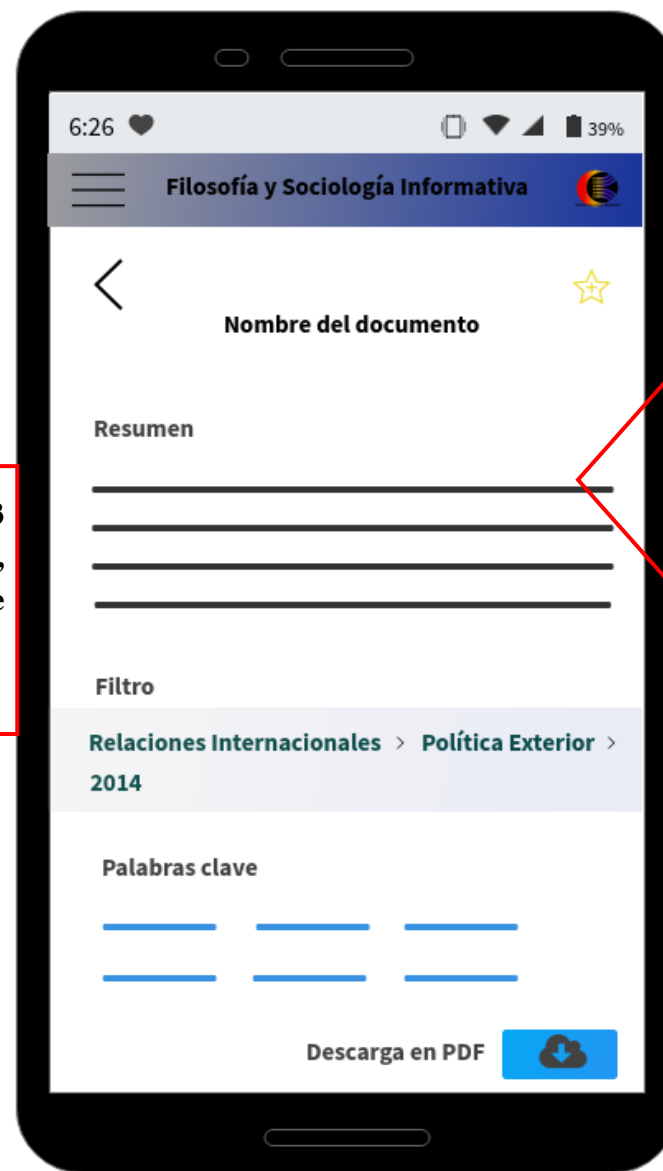 6:26
39%
Filosofía y Sociología Informativa
Nombre del documento
Resumen
Filtro
Relaciones Internacionales > Política Exterior >
2014
Palabras clave
Descarga en PDF